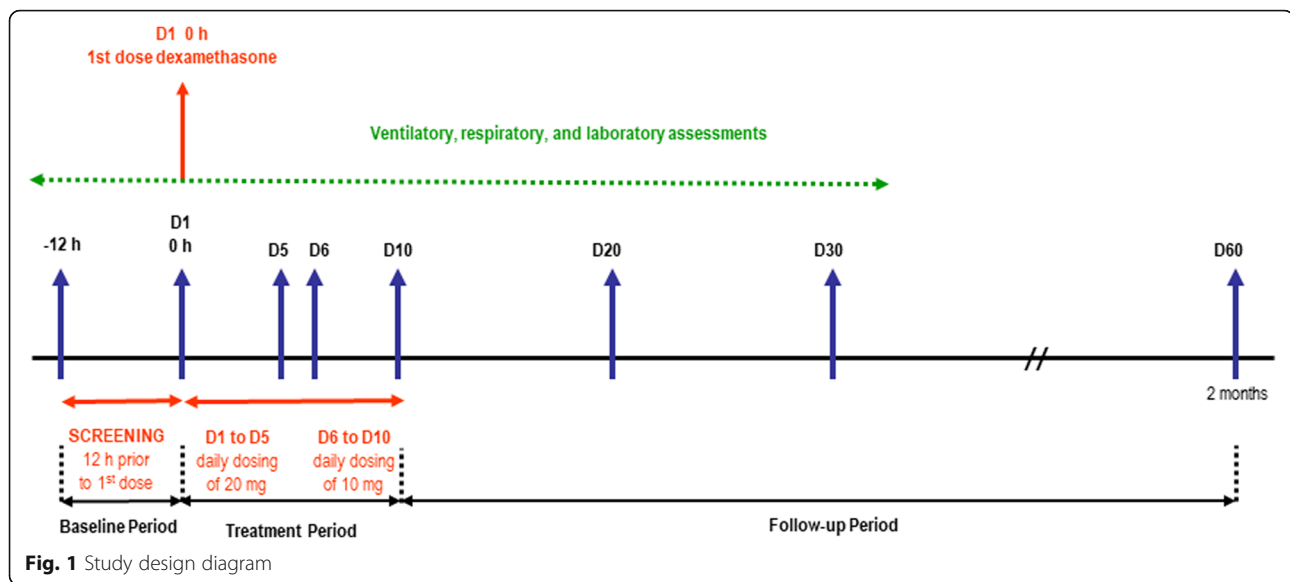 D1 0 h
1st dose dexamethasone
Ventilatory, respiratory, and laboratory assessments
-12 h
D1
0 h
D5
D6
D10
D20
D30
D60
//
2 months
SCREENING
12 h prior
to 1st dose
D1 to D5
daily dosing
of 20 mg
D6 to D10
daily dosing
of 10 mg
Baseline Period
Treatment Period
Follow-up Period
Fig. 1 Study design diagram